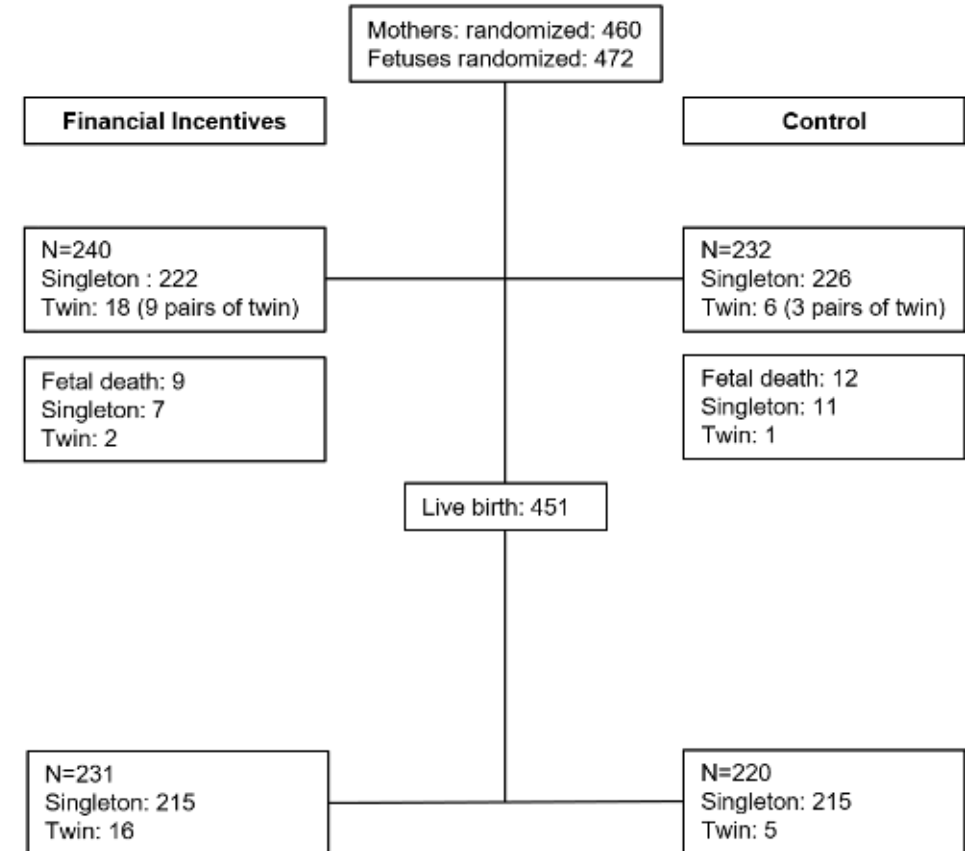 Mothers: randomized: 460
Fetuses randomized: 472
Financial Incentives
Control
N=240
Singleton : 222
Twin: 18 (9 pairs of twin)
N=232
Singleton: 226
Twin: 6 (3 pairs of twin)
Fetal death: 9
Singleton: 7
Twin: 2
Fetal death: 12
Singleton: 11
Twin: 1
Live birth: 451
N=231
Singleton: 215
Twin: 16
N=220
Singleton: 215
Twin: 5